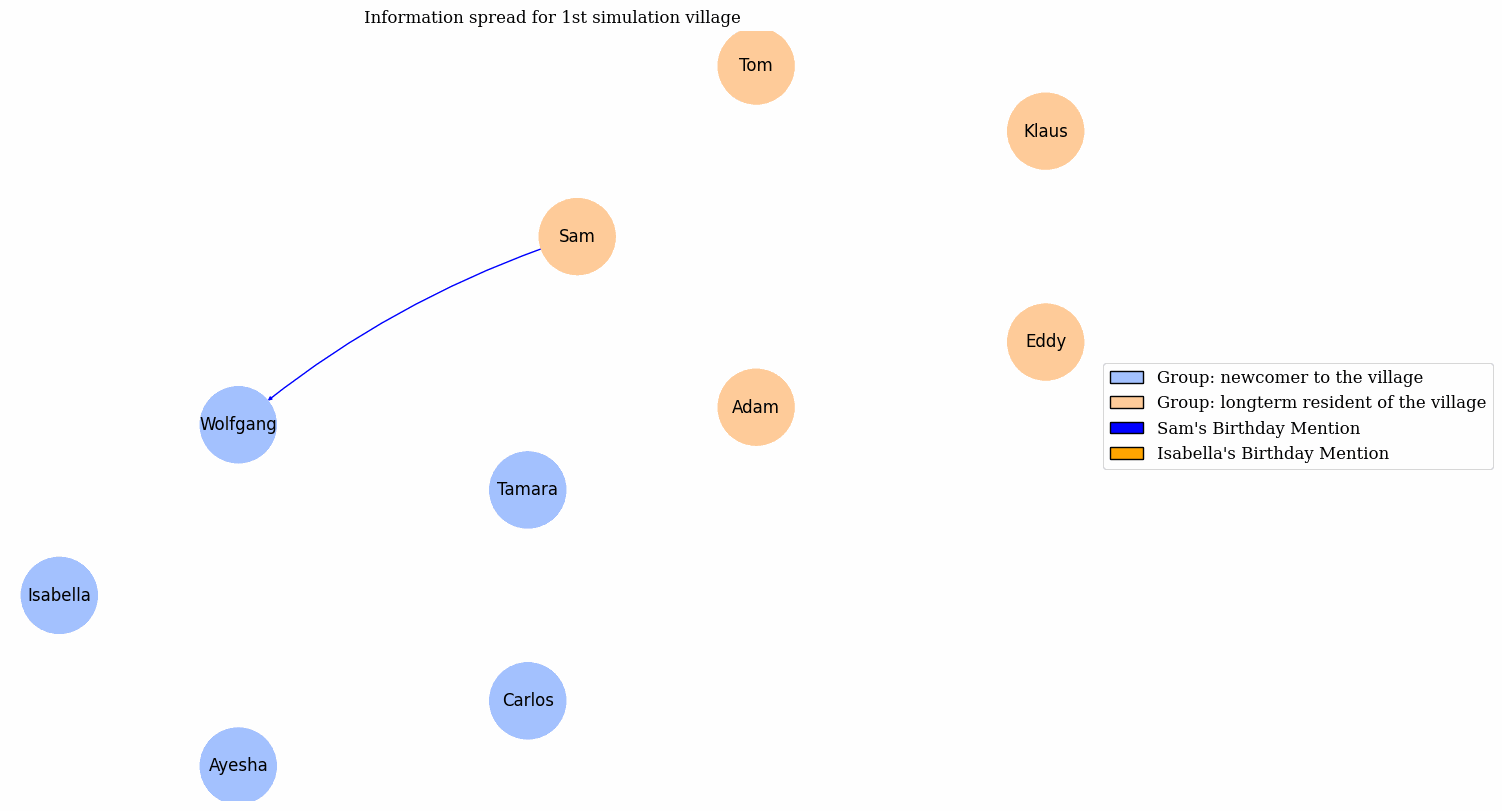 Information spread for 1st simulation village
Tom
Klaus
Sam
Eddy
Adam
Wolfgang
Tamara
Isabella
Carlos
Ayesha
Group: newcomer to the village
Group: longterm resident of the village
Sam's Birthday Mention
Isabella's Birthday Mention